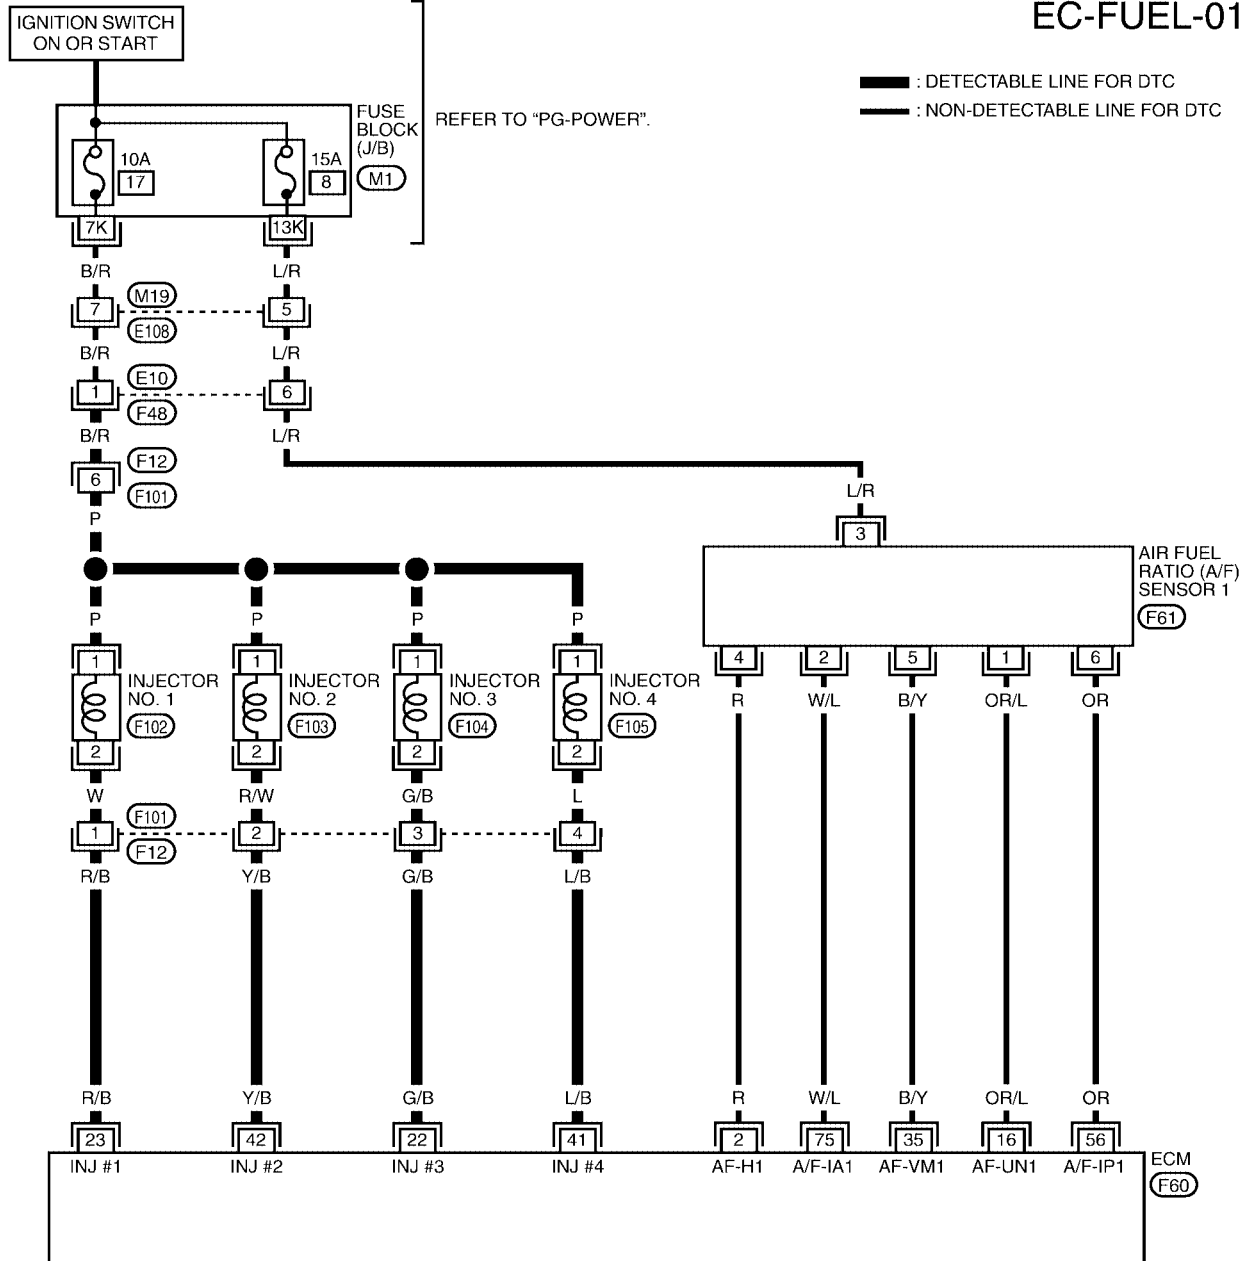 EC-FUEL-01
IGNITION SWITCH
ON OR START
: DETECTABLE LINE FOR DTC
: NON-DETECTABLE LINE FOR DTC
FUSE
BLOCK
(J/B)
M1
REFER TO "PG-POWER".
10A
17
15A
8
7K
13K
B/R
L/R
7
M19
E108
5
B/R
L/R
1
E10
F48
6
B/R
L/R
6
F12
F101
P
L/R
3
AIR FUEL
RATIO (A/F)
SENSOR 1
F61
P
P
P
P
1
1
1
1
4
2
5
1
6
INJECTOR
NO. 1
F102
INJECTOR
NO. 2
F103
INJECTOR
NO. 3
F104
INJECTOR
NO. 4
F105
R
W/L
B/Y
OR/L
OR
2
2
2
2
W
R/W
G/B
L
F101
F12
1
2
3
4
R/B
Y/B
G/B
L/B
R/B
Y/B
G/B
L/B
R
W/L
B/Y
OR/L
OR
23
42
22
41
2
75
35
16
56
INJ #1
INJ #2
INJ #3
INJ #4
AF-H1
A/F-IA1
AF-VM1
AF-UN1
A/F-IP1
ECM
F60